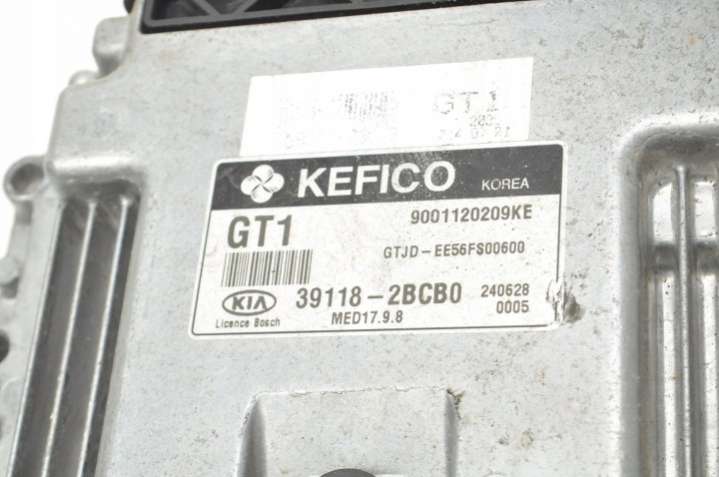 GT1
KEFICO KOREA
GT1 9001120209KE
GTJD-EE56FS00600
KIA 39118-2BCB0 240628
Licence Bosch MED17.9.8 0005